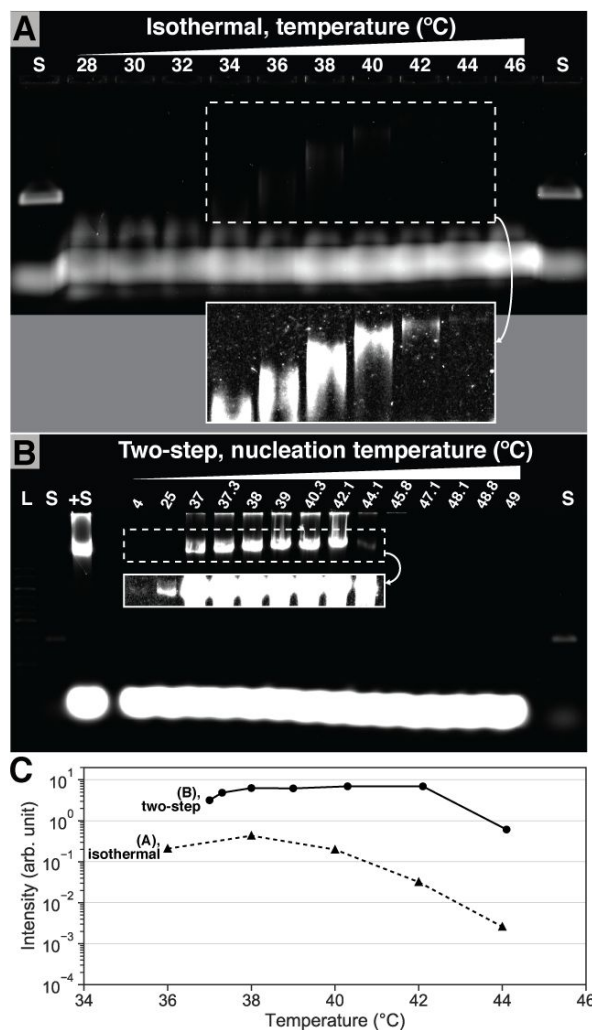 A
Isothermal, temperature (°C)
S 28 30 32 34 36 38 40 42 44 46 S
B
Two-step, nucleation temperature (°C)
L S +S 4 25 37 37.3 38 39 40.3 42.1 44.1 45.8 47.1 48.1 48.8 49 S
C
Intensity (arb. unit)
10¹
10⁰
10⁻¹
10⁻²
10⁻³
10⁻⁴
(B),
two-step
(A),
isothermal
34 36 38 40 42 44 46
Temperature (°C)